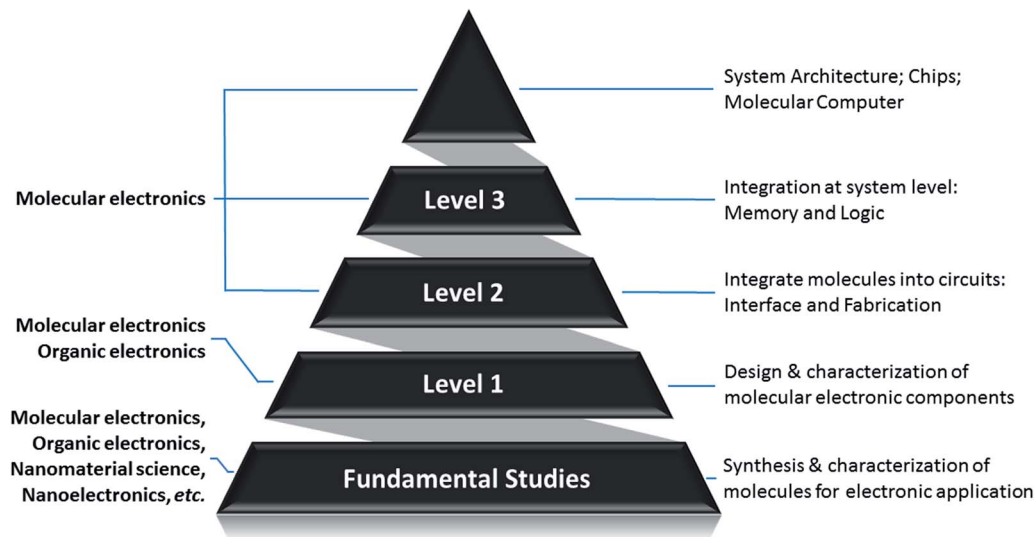 System Architecture; Chips;
Molecular Computer
Molecular electronics
Level 3
Integration at system level:
Memory and Logic
Level 2
Integrate molecules into circuits:
Interface and Fabrication
Molecular electronics
Organic electronics
Level 1
Design & characterization of
molecular electronic components
Molecular electronics,
Organic electronics,
Nanomaterial science,
Nanoelectronics, etc.
Fundamental Studies
Synthesis & characterization of
molecules for electronic application